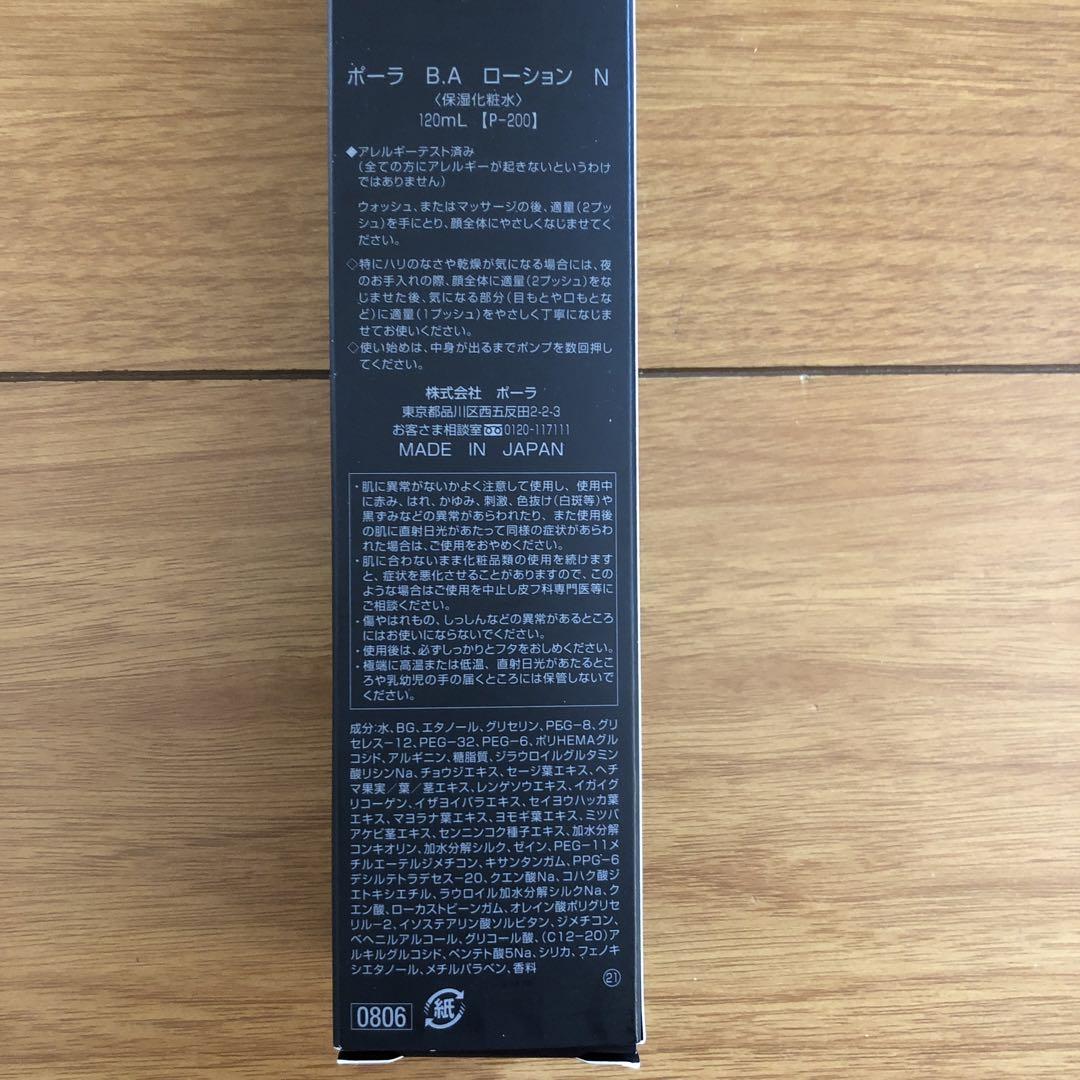 ポーラ B.A ローション N
〈保湿化粧水〉
120mL 【P-200】
◆アレルギーテスト済み
(全ての方にアレルギーが起きないというわけ
ではありません)
ウォッシュ、またはマッサージの後、適量(2プッ
シュ)を手にとり、顔全体にやさしくなじませてく
ださい。
◇特にハリのなさや乾燥が気になる場合には、夜
のお手入れの際、顔全体に適量(2プッシュ)をな
じませた後、気になる部分(目もとや口もとな
ど)に適量(1プッシュ)をやさしく丁寧になじま
せてお使いください。
◇使い始めは、中身が出るまでポンプを数回押し
てください。
株式会社 ポーラ
東京都品川区西五反田2-2-3
お客さま相談室 0120-117111
MADE IN JAPAN
・肌に異常がないかよく注意して使用し、使用中
に赤み、はれ、かゆみ、刺激、色抜け(白斑等)や
黒ずみなどの異常があらわれたり、また使用後
の肌に直射日光があたって同様の症状があらわ
れた場合は、ご使用をおやめください。
・肌に合わないまま化粧品類の使用を続けます
と、症状を悪化させることがありますので、この
ような場合はご使用を中止し皮フ科専門医等に
ご相談ください。
・傷やはれもの、しっしんなどの異常があるところ
にはお使いにならないでください。
・使用後は、必ずしっかりとフタをおしめください。
・極端に高温または低温、直射日光があたるとこ
ろや乳幼児の手の届くところには保管しないで
ください。
成分:水、BG、エタノール、グリセリン、PEG-8、グリ
セレス-12、PEG-32、PEG-6、ポリHEMAグル
コシド、アルギニン、糖脂質、ジラウロイルグルタミン
酸リシンNa、チョウジエキス、セージ葉エキス、ヘチ
マ果実/葉/茎エキス、レンゲソウエキス、イガイグ
リコーゲン、イザヨイバラエキス、セイヨウハッカ葉
エキス、マヨラナ葉エキス、ヨモギ葉エキス、ミツバ
アケビ茎エキス、センニンコク種子エキス、加水分解
コンキオリン、加水分解シルク、ゼイン、PEG-11メ
チルエーテルジメチコン、キサンタンガム、PPG-6
デシルテトラデセス-20、クエン酸Na、コハク酸ジ
エトキシエチル、ラウロイル加水分解シルクNa、ク
エン酸、ローカストビーンガム、オレイン酸ポリグリセ
リル-2、イソステアリン酸ソルビタン、ジメチコン、
ベヘニルアルコール、グリコール酸、(C12-20)ア
ルキルグルコシド、ペンテト酸5Na、シリカ、フェノキ
シエタノール、メチルパラベン、香料
21
0806 紙